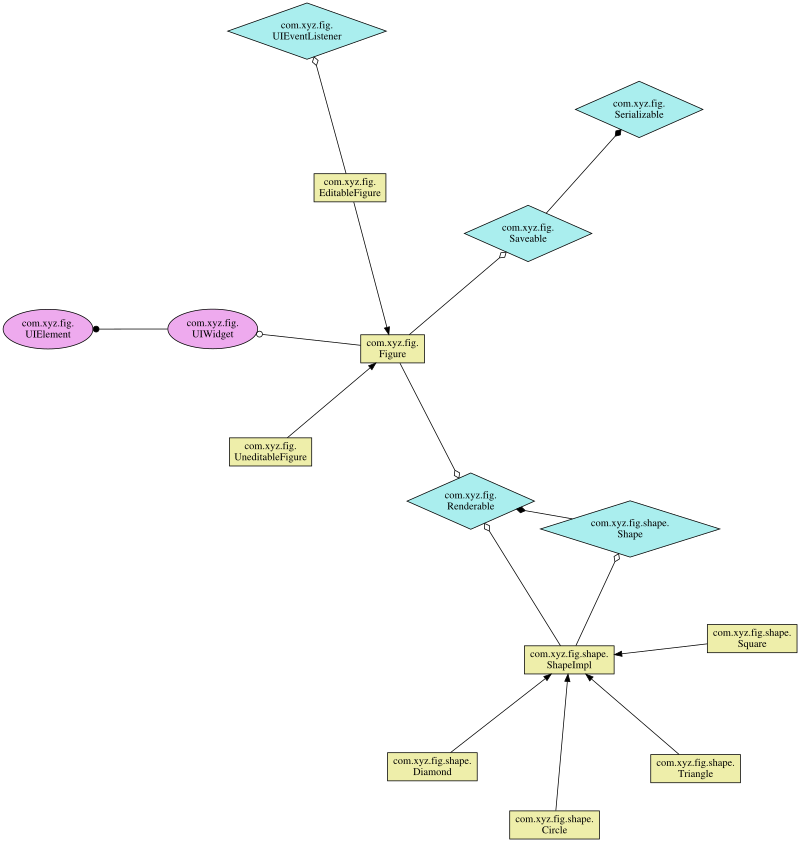 com.xyz.fig.
UIEventListener
com.xyz.fig.
Serializable
com.xyz.fig.
EditableFigure
com.xyz.fig.
Saveable
com.xyz.fig.
UIElement
com.xyz.fig.
UIWidget
com.xyz.fig.
Figure
com.xyz.fig.
UneditableFigure
com.xyz.fig.
Renderable
com.xyz.fig.shape.
Shape
com.xyz.fig.shape.
Square
com.xyz.fig.shape.
ShapeImpl
com.xyz.fig.shape.
Diamond
com.xyz.fig.shape.
Triangle
com.xyz.fig.shape.
Circle